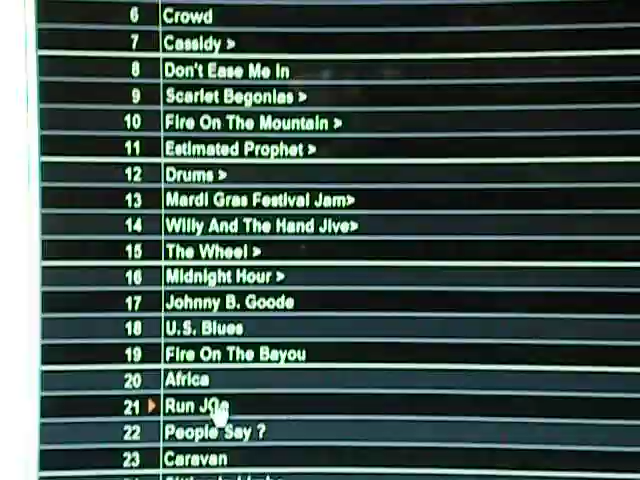 6 Crowd
7 Cassidy >
8 Don't Ease Me In
9 Scarlet Begonias >
10 Fire On The Mountain >
11 Estimated Prophet >
12 Drums >
13 Mardi Gras Festival Jam>
14 Willy And The Hand Jive>
15 The Wheel >
16 Midnight Hour >
17 Johnny B. Goode
18 U.S. Blues
19 Fire On The Bayou
20 Africa
21 Run Joe
22 People Say ?
23 Caravan